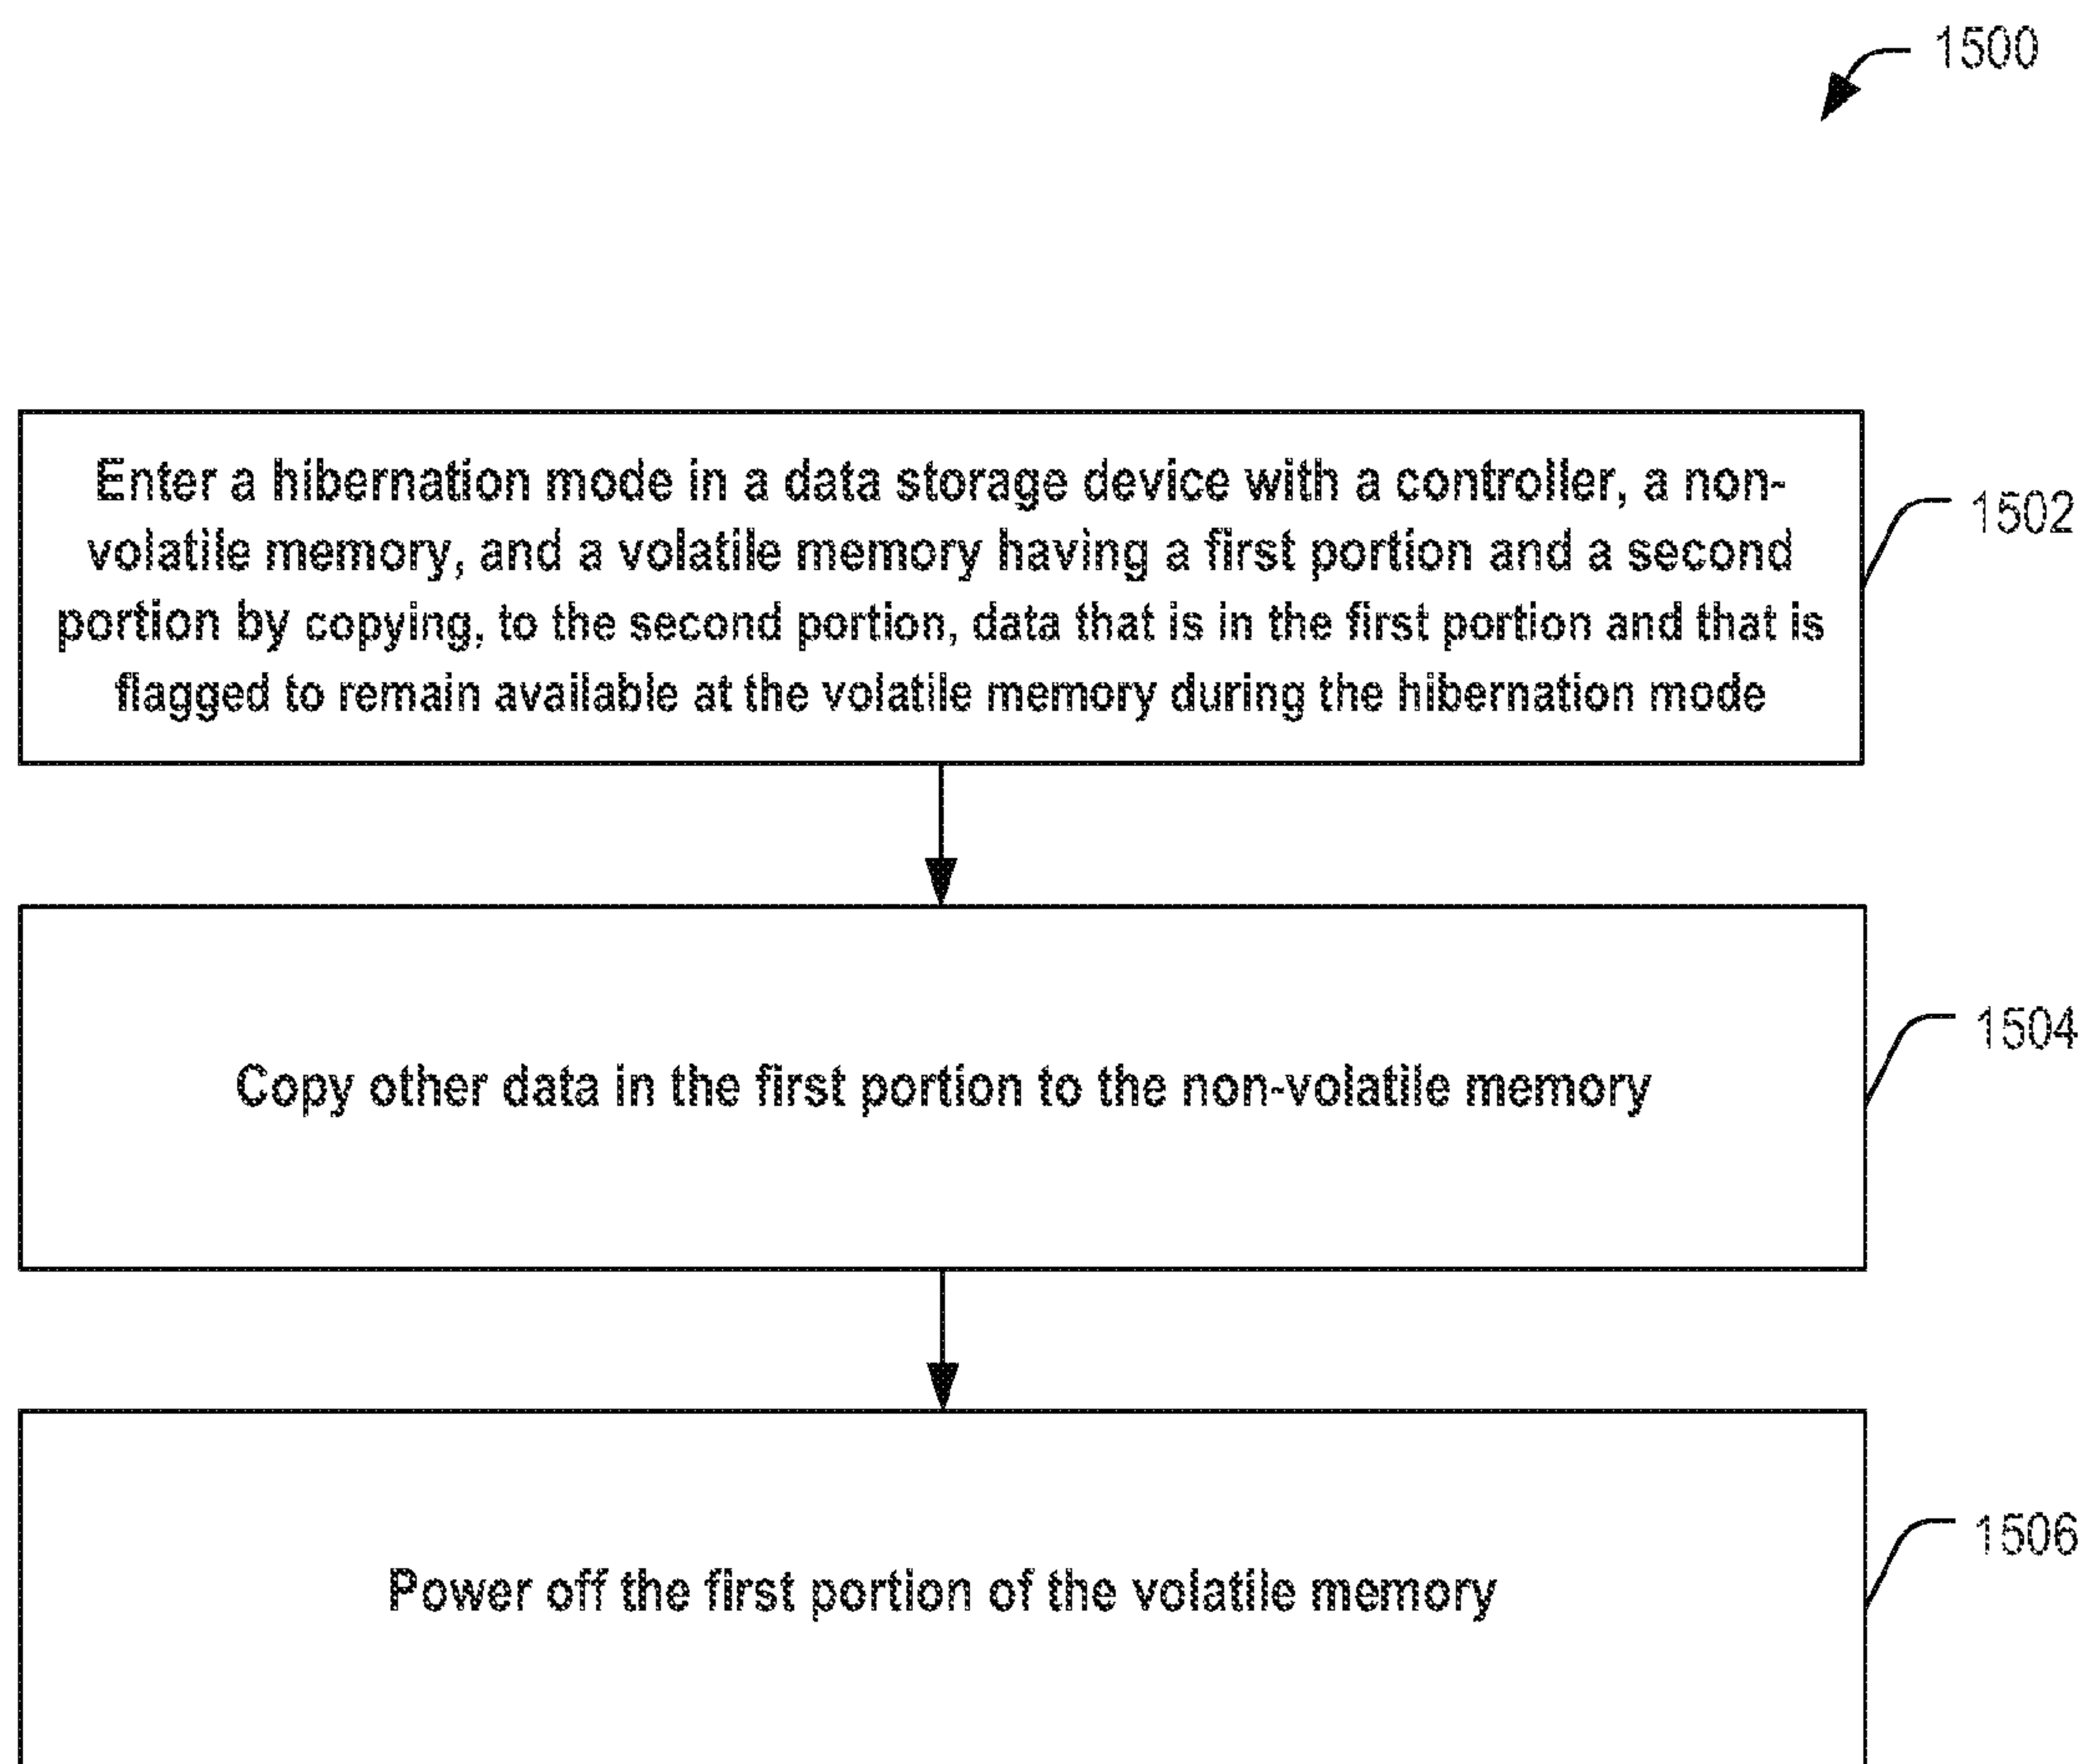 1500
Enter a hibernation mode in a data storage device with a controller, a non-
volatile memory, and a volatile memory having a first portion and a second
portion by copying, to the second portion, data that is in the first portion and that is
flagged to remain available at the volatile memory during the hibernation mode
1502
Copy other data in the first portion to the non-volatile memory
1504
Power off the first portion of the volatile memory
1506